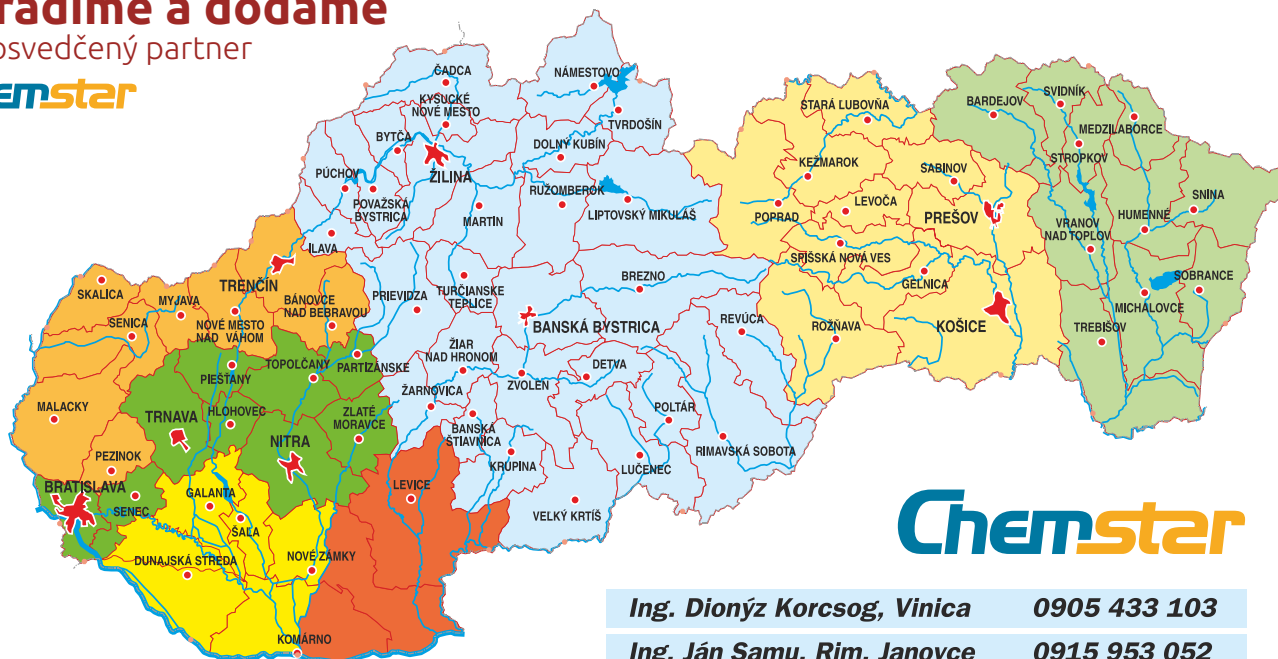 radíme a dodáme
osvedčený partner
emstar
ČADCA
NÁMESTOVO
KYSUCKÉ
NOVÉ MESTO
TVRDOŠÍN
BYTČA
DOLNÝ KUBÍN
ŽILINA
PÚCHOV
POVAŽSKÁ
BYSTRICA
RUŽOMBEROK
LIPTOVSKÝ MIKULÁŠ
MARTIN
ILAVA
STARÁ LUBOVŇA
BARDEJOV
SVIDNÍK
MEDZILABORCE
STROPKOV
KEŽMAROK
SABINOV
LEVOČA
PREŠOV
POPRAD
SNINA
HUMENNÉ
VRANOV
NAD TOPLOV
SPIŠSKÁ NOVÁ VES
GELNICA
SOBRANCE
MICHALOVCE
TREBIŠOV
ROŽŇAVA
KOŠICE
SKALICA
MYJAVA
TRENČÍN
BÁNOVCE
NAD BEBRAVOU
PRIEVIDZA
TURČIANSKE
TEPLICE
BREZNO
SENICA
NOVÉ MESTO
NAD VÁHOM
BANSKÁ BYSTRICA
REVÚCA
ŽIAR
NAD HRONOM
PIEŠŤANY
TOPOLČANY
PARTIZÁNSKE
ZVOLEN
DETVA
ŽARNOVICA
MALACKY
TRNAVA
HLOHOVEC
ZLATÉ
MORAVCE
NITRA
BANSKÁ
ŠTIAVNICA
POLTÁR
RIMAVSKÁ SOBOTA
PEZINOK
KRUPINA
LUČENEC
BRATISLAVA
SENEC
GALANTA
LEVICE
VELKÝ KRTÍŠ
ŠAĽA
DUNAJSKÁ STREDA
NOVÉ ZÁMKY
KOMÁRNO
Chemstar
Ing. Dionýz Korcsog, Vinica 0905 433 103
Ing. Ján Samu, Rim. Janovce 0915 953 052